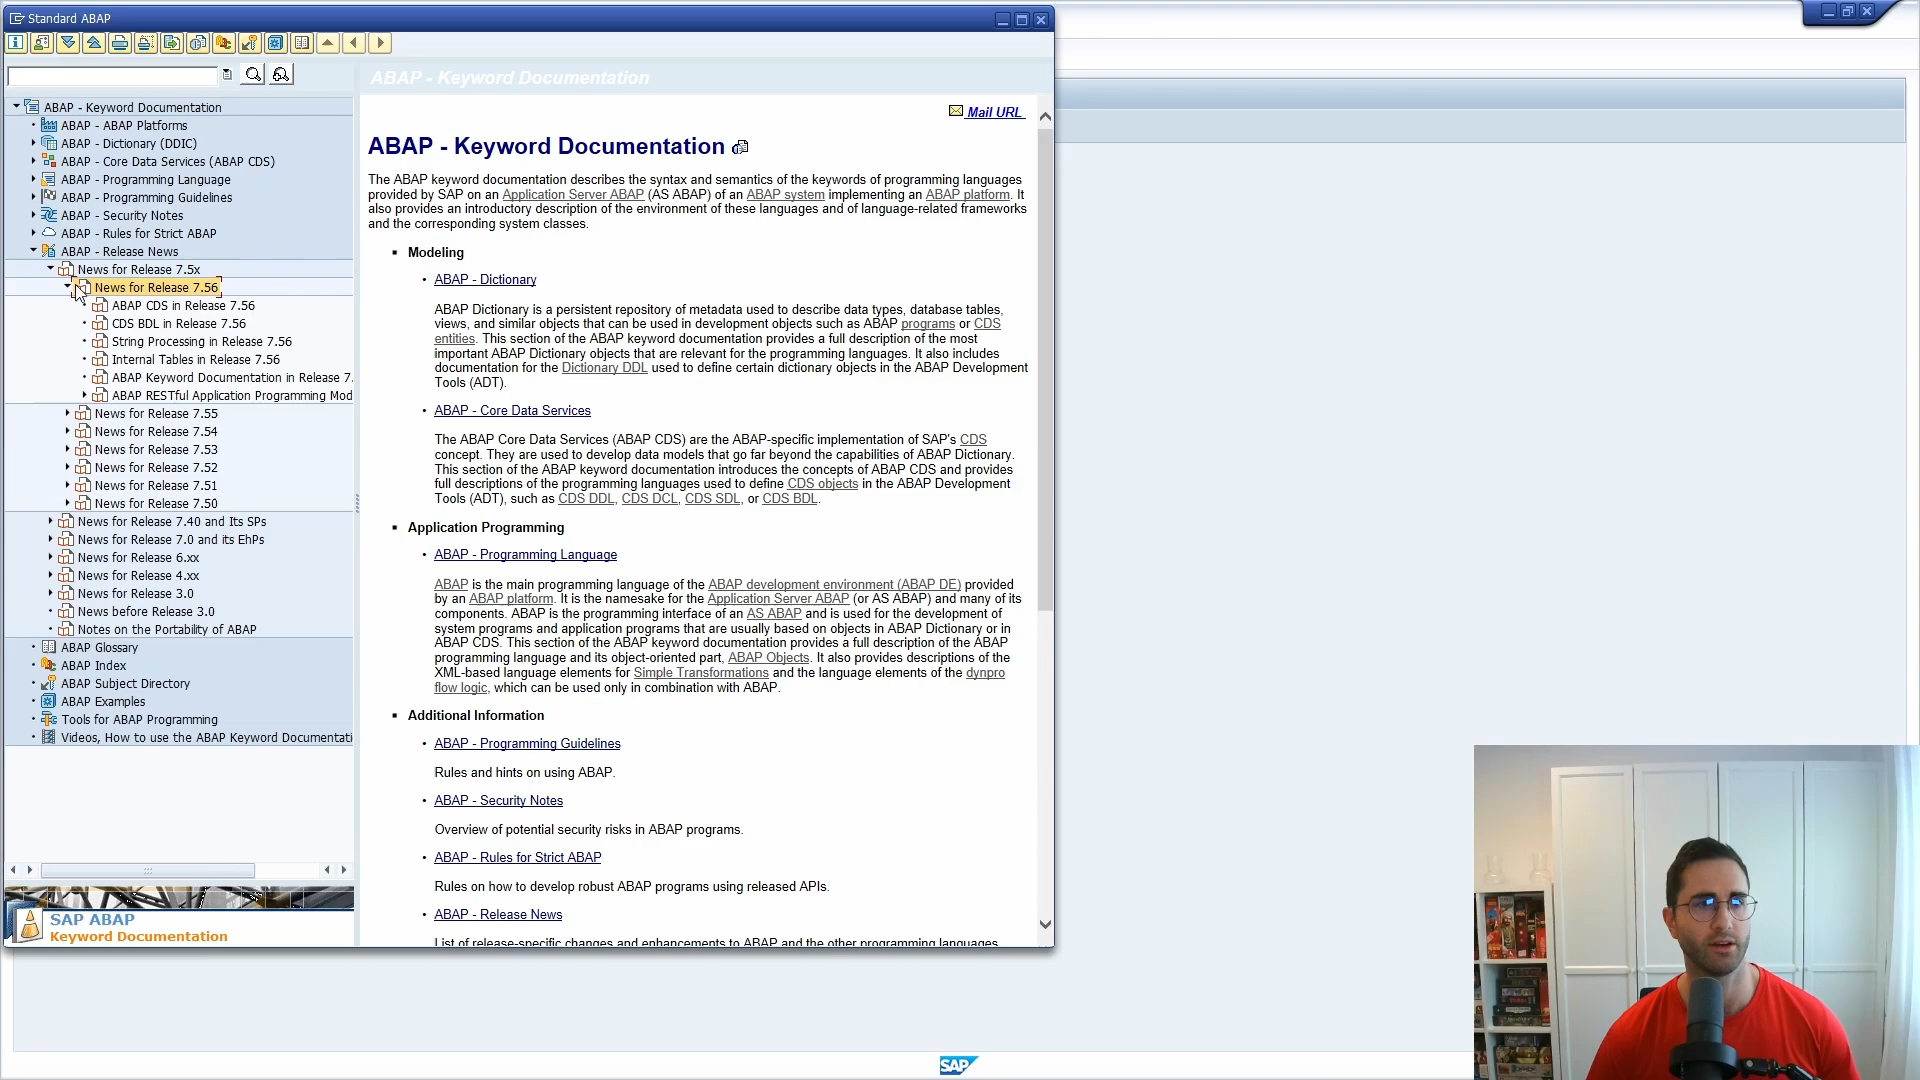 Standard ABAP
ABAP - Keyword Documentation
ABAP - ABAP Platforms
ABAP - Dictionary (DDIC)
ABAP - Core Data Services (ABAP CDS)
ABAP - Programming Language
ABAP - Programming Guidelines
ABAP - Security Notes
ABAP - Rules for Strict ABAP
ABAP - Release News
News for Release 7.5x
News for Release 7.56
ABAP CDS in Release 7.56
CDS BDL in Release 7.56
String Processing in Release 7.56
Internal Tables in Release 7.56
ABAP Keyword Documentation in Release 7.
ABAP RESTful Application Programming Mod
News for Release 7.55
News for Release 7.54
News for Release 7.53
News for Release 7.52
News for Release 7.51
News for Release 7.50
News for Release 7.40 and Its SPs
News for Release 7.0 and its EhPs
News for Release 6.xx
News for Release 4.xx
News for Release 3.0
News before Release 3.0
Notes on the Portability of ABAP
ABAP Glossary
ABAP Index
ABAP Subject Directory
ABAP Examples
Tools for ABAP Programming
Videos, How to use the ABAP Keyword Documentati
SAP ABAP
Keyword Documentation
ABAP - Keyword Documentation
Mail URL
ABAP - Keyword Documentation
The ABAP keyword documentation describes the syntax and semantics of the keywords of programming languages
provided by SAP on an Application Server ABAP (AS ABAP) of an ABAP system implementing an ABAP platform. It
also provides an introductory description of the environment of these languages and of language-related frameworks
and the corresponding system classes.
▪ Modeling
• ABAP - Dictionary
ABAP Dictionary is a persistent repository of metadata used to describe data types, database tables,
views, and similar objects that can be used in development objects such as ABAP programs or CDS
entities. This section of the ABAP keyword documentation provides a full description of the most
important ABAP Dictionary objects that are relevant for the programming languages. It also includes
documentation for the Dictionary DDL used to define certain dictionary objects in the ABAP Development
Tools (ADT).
• ABAP - Core Data Services
The ABAP Core Data Services (ABAP CDS) are the ABAP-specific implementation of SAP's CDS
concept. They are used to develop data models that go far beyond the capabilities of ABAP Dictionary.
This section of the ABAP keyword documentation introduces the concepts of ABAP CDS and provides
full descriptions of the programming languages used to define CDS objects in the ABAP Development
Tools (ADT), such as CDS DDL, CDS DCL, CDS SDL, or CDS BDL.
▪ Application Programming
• ABAP - Programming Language
ABAP is the main programming language of the ABAP development environment (ABAP DE) provided
by an ABAP platform. It is the namesake for the Application Server ABAP (or AS ABAP) and many of its
components. ABAP is the programming interface of an AS ABAP and is used for the development of
system programs and application programs that are usually based on objects in ABAP Dictionary or in
ABAP CDS. This section of the ABAP keyword documentation provides a full description of the ABAP
programming language and its object-oriented part, ABAP Objects. It also provides descriptions of the
XML-based language elements for Simple Transformations and the language elements of the dynpro
flow logic, which can be used only in combination with ABAP.
▪ Additional Information
• ABAP - Programming Guidelines
Rules and hints on using ABAP.
• ABAP - Security Notes
Overview of potential security risks in ABAP programs.
• ABAP - Rules for Strict ABAP
Rules on how to develop robust ABAP programs using released APIs.
• ABAP - Release News
List of release-specific changes and enhancements to ABAP and the other programming languages
SAP